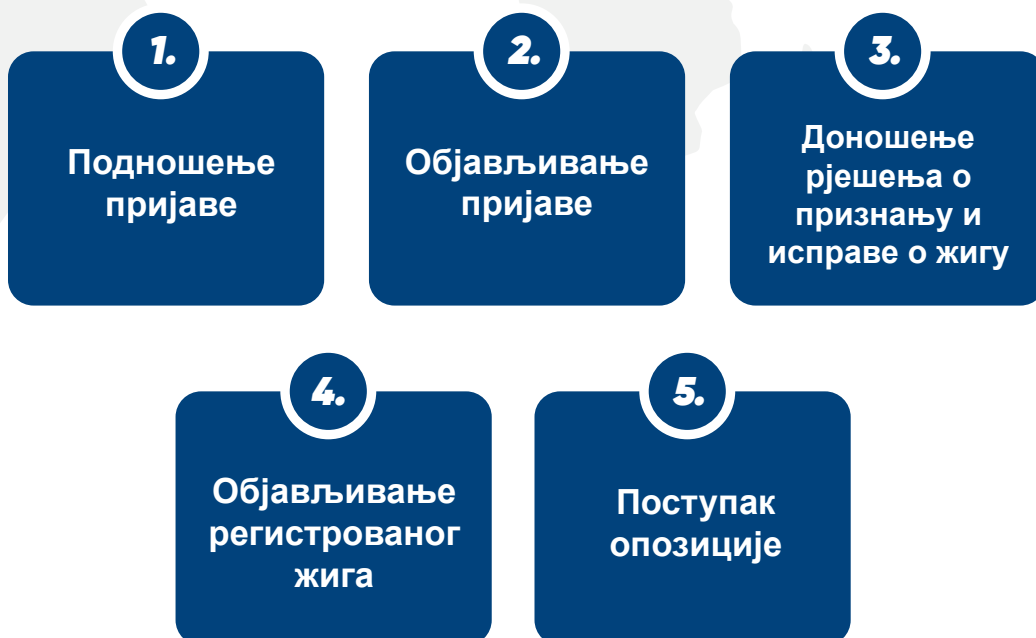 1.
Подношење
пријаве
2.
Објављивање
пријаве
3.
Доношење
рјешења о
признању и
исправе о жигу
4.
Објављивање
регистрованог
жига
5.
Поступак
опозиције